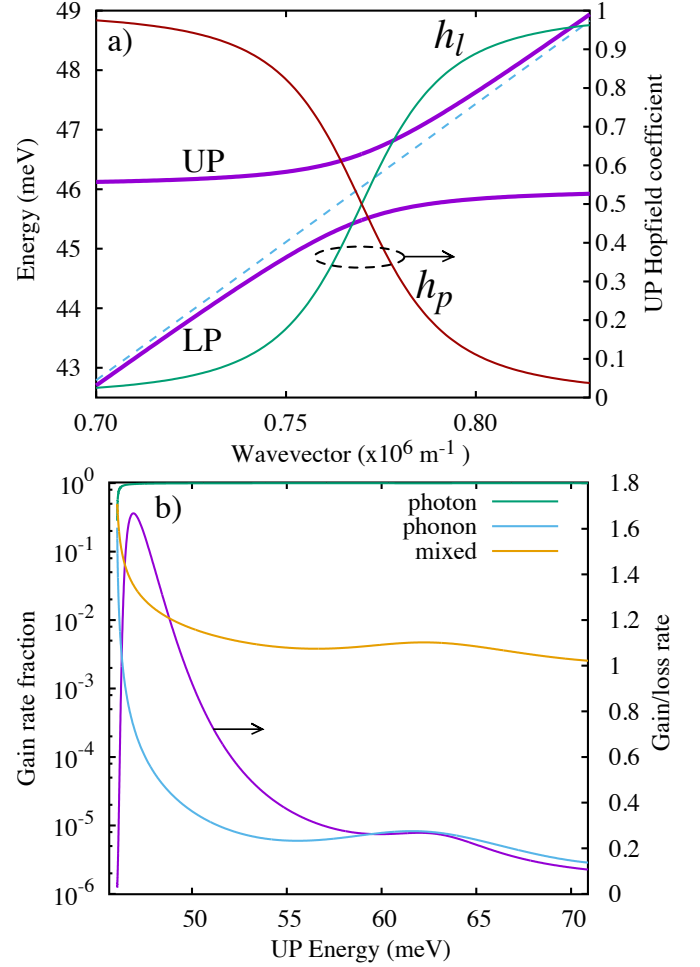 a)
49
48
47
46
45
44
43
Energy (meV)
UP
LP
h_l
h_p
1
0.9
0.8
0.7
0.6
0.5
0.4
0.3
0.2
0.1
0
UP Hopfield coefficient
0.70
0.75
0.80
Wavevector (x10⁶ m⁻¹)
b)
10⁰
10⁻¹
10⁻²
10⁻³
10⁻⁴
10⁻⁵
10⁻⁶
Gain rate fraction
photon
phonon
mixed
1.8
1.6
1.4
1.2
1
0.8
0.6
0.4
0.2
0
Gain/loss rate
50
55
60
65
70
UP Energy (meV)